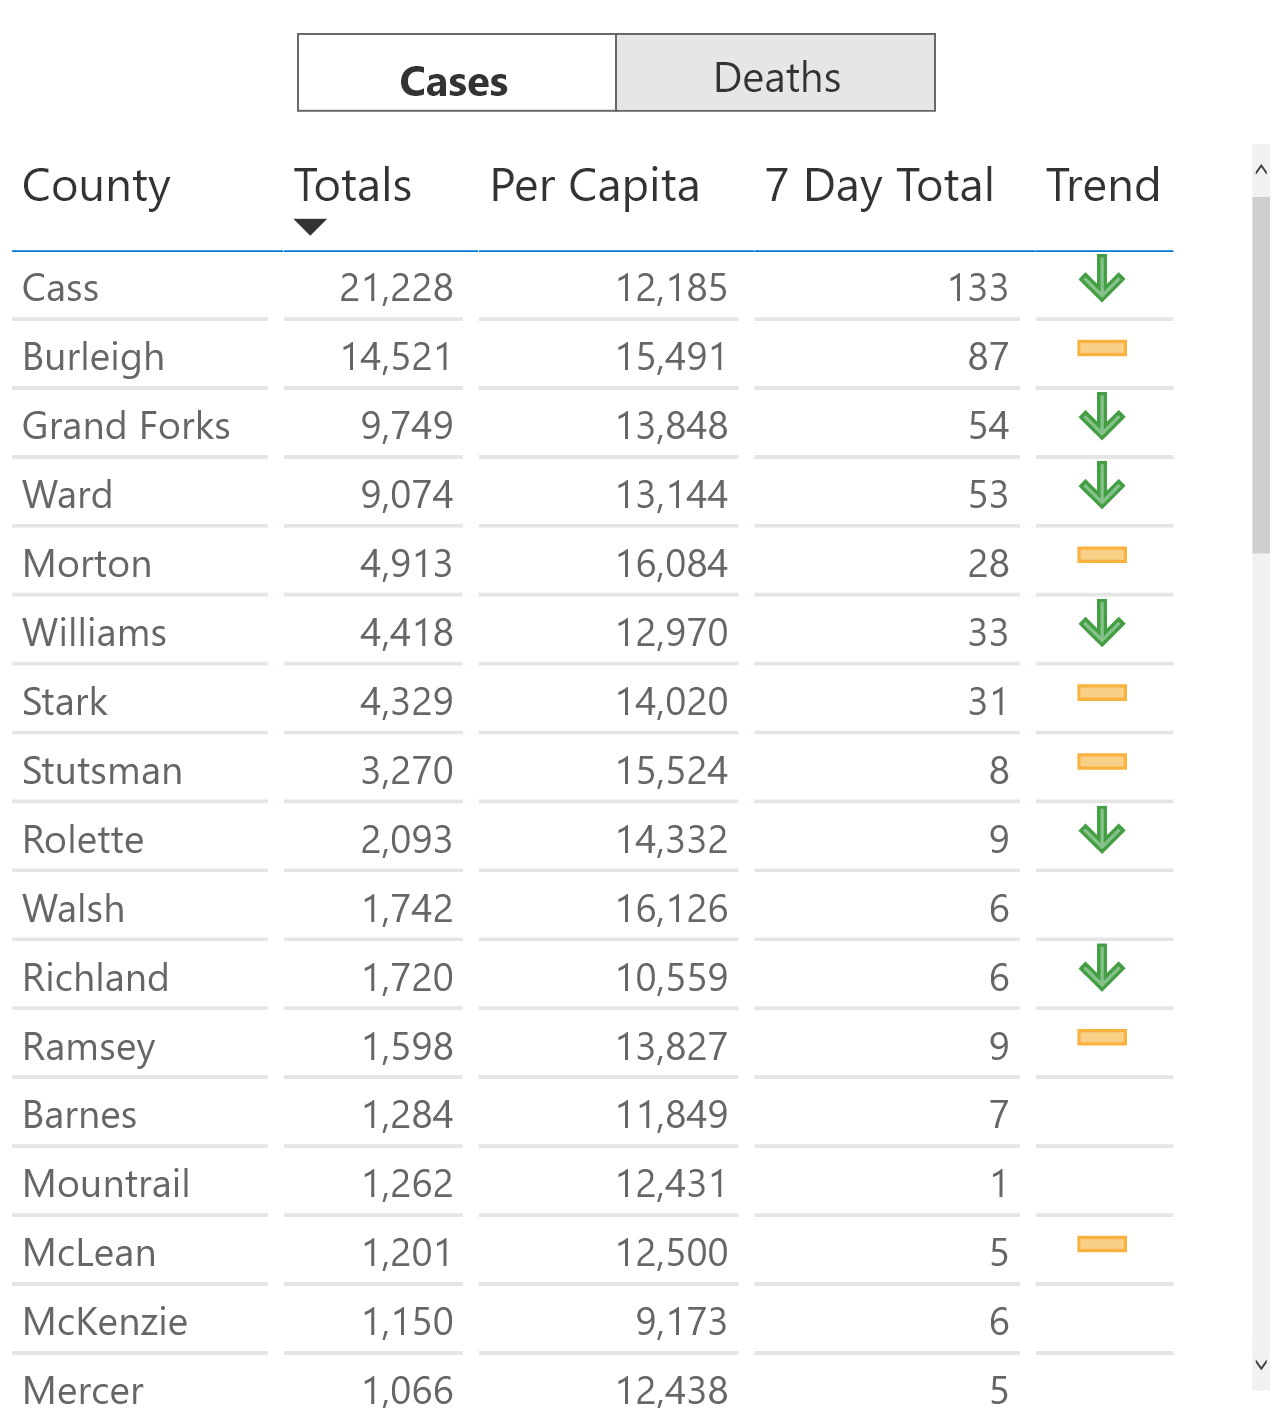 Cases Deaths
County Totals Per Capita 7 Day Total Trend
Cass 21,228 12,185 133
Burleigh 14,521 15,491 87
Grand Forks 9,749 13,848 54
Ward 9,074 13,144 53
Morton 4,913 16,084 28
Williams 4,418 12,970 33
Stark 4,329 14,020 31
Stutsman 3,270 15,524 8
Rolette 2,093 14,332 9
Walsh 1,742 16,126 6
Richland 1,720 10,559 6
Ramsey 1,598 13,827 9
Barnes 1,284 11,849 7
Mountrail 1,262 12,431 1
McLean 1,201 12,500 5
McKenzie 1,150 9,173 6
Mercer 1,066 12,438 5